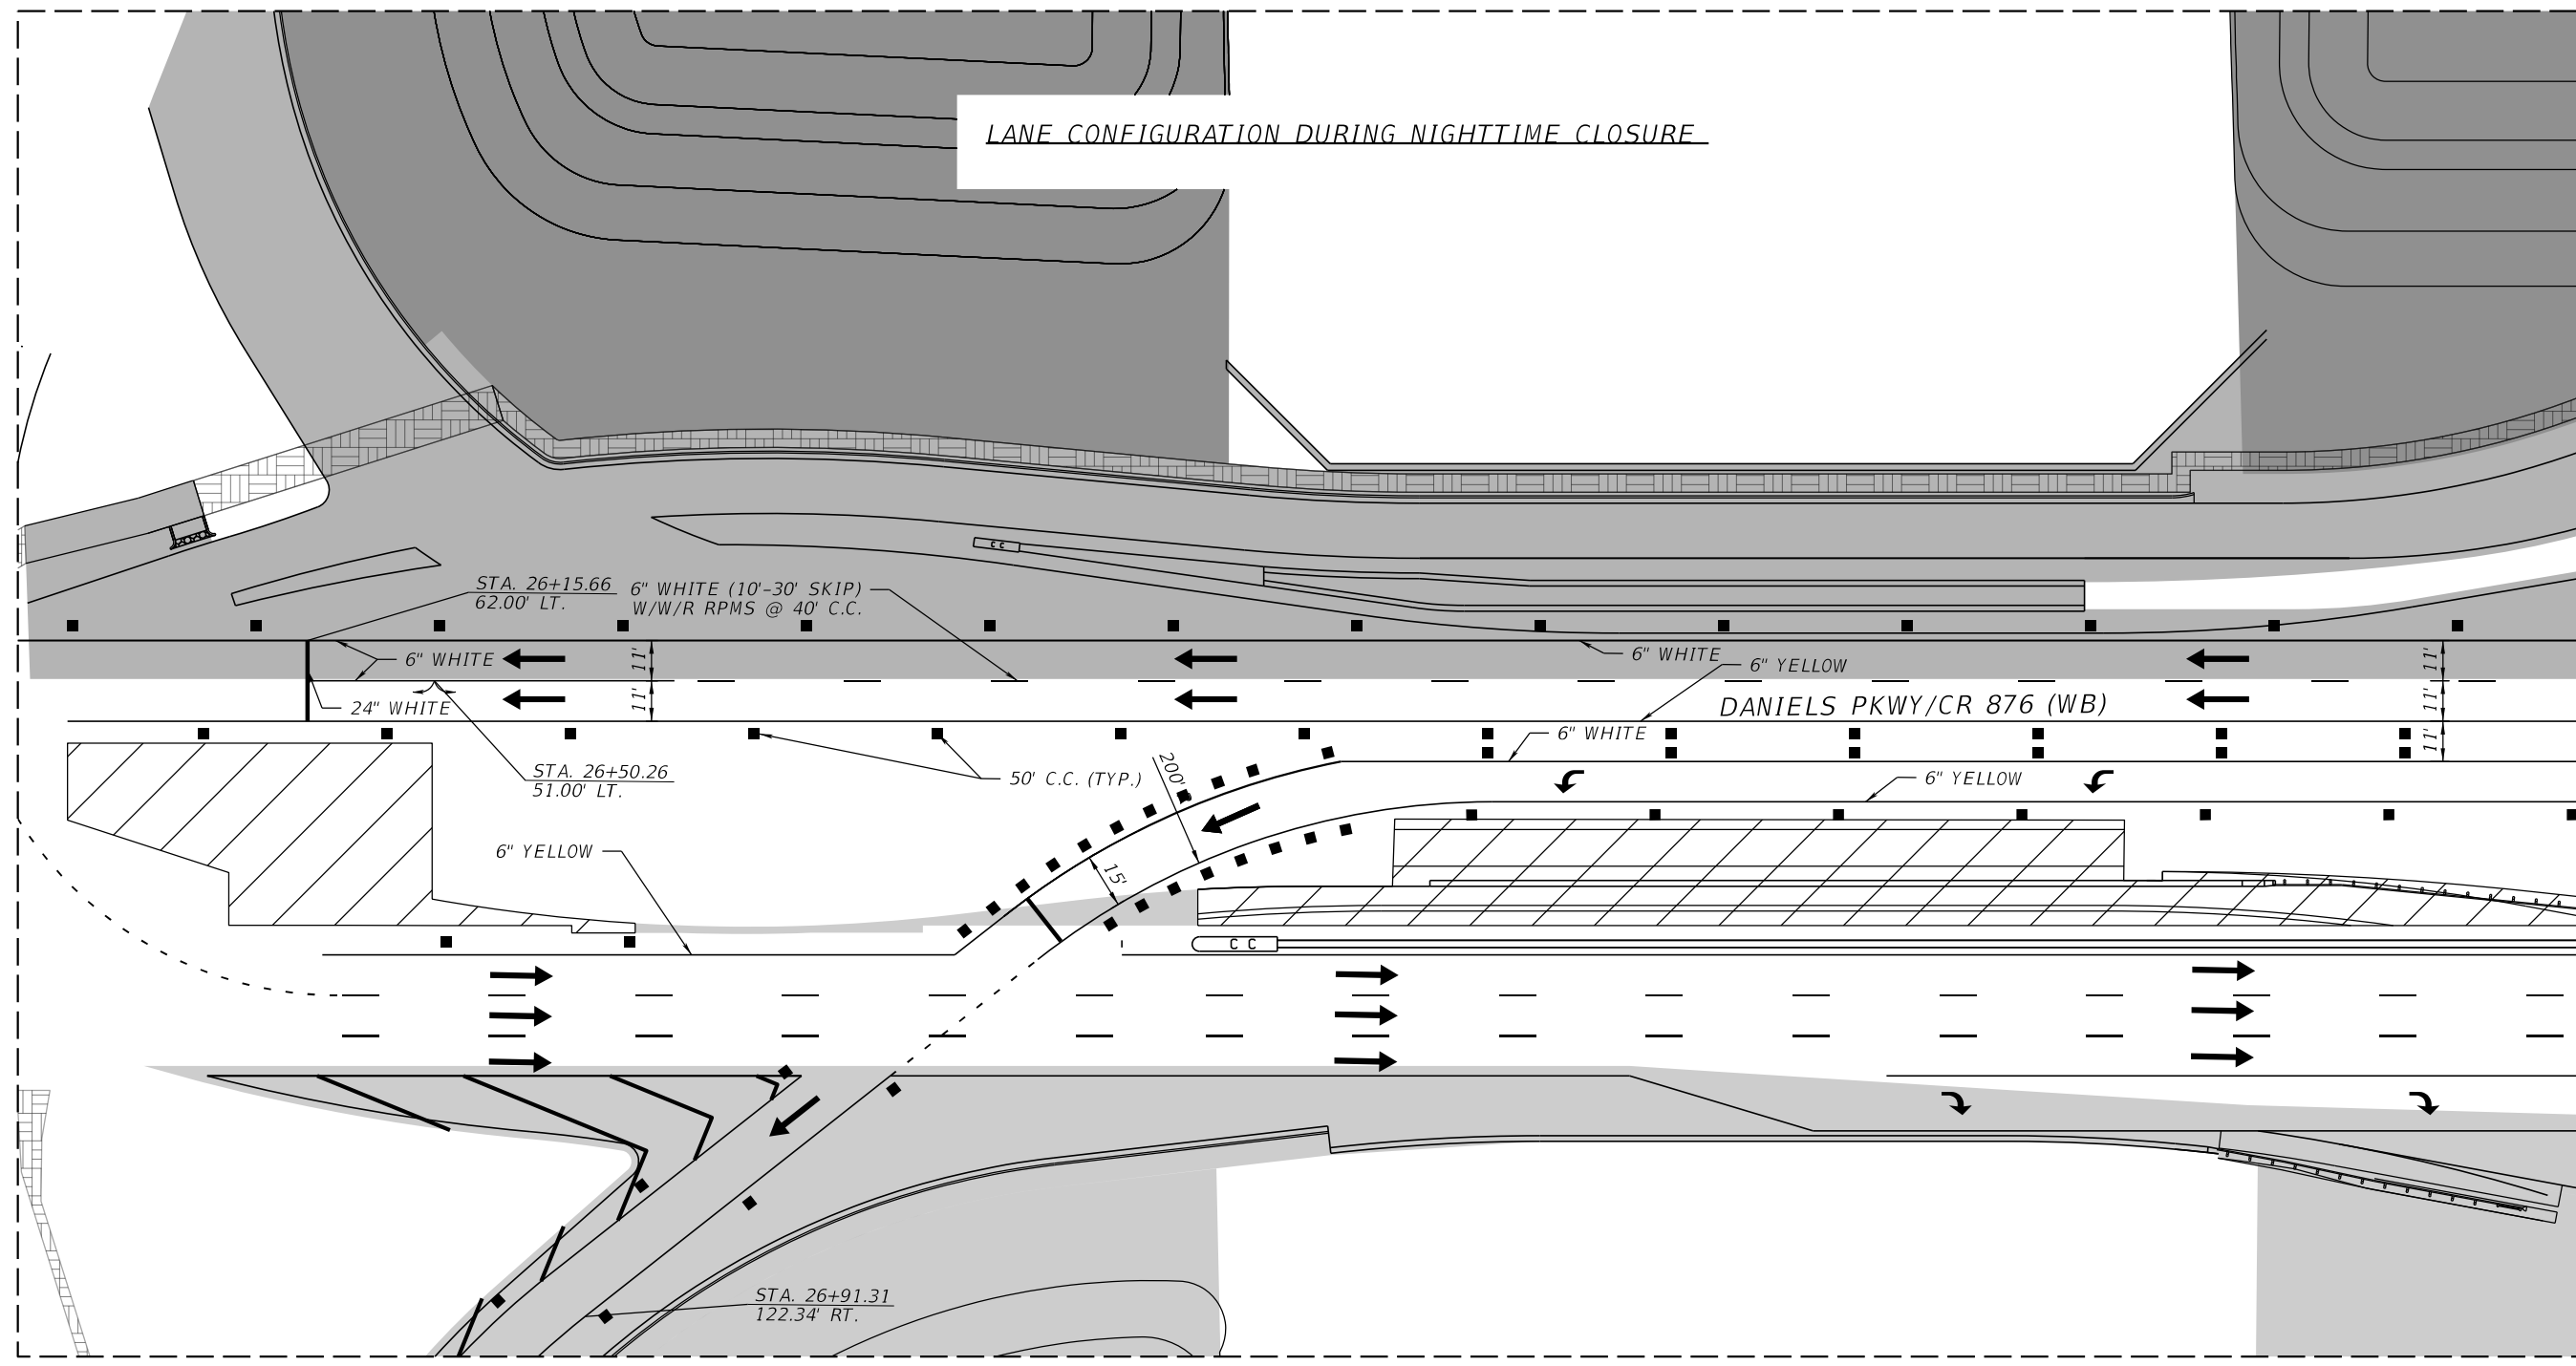 LANE CONFIGURATION DURING NIGHTTIME CLOSURE
C C
STA. 26+15.66
62.00' LT.
6" WHITE (10'-30' SKIP)
W/W/R RPMS @ 40' C.C.
6" WHITE
11'
6" WHITE
6" YELLOW
11'
24" WHITE
11'
DANIELS PKWY/CR 876 (WB)
11'
6" WHITE
11'
STA. 26+50.26
51.00' LT.
50' C.C. (TYP.)
200'
6" YELLOW
6" YELLOW
15'
C C
STA. 26+91.31
122.34' RT.